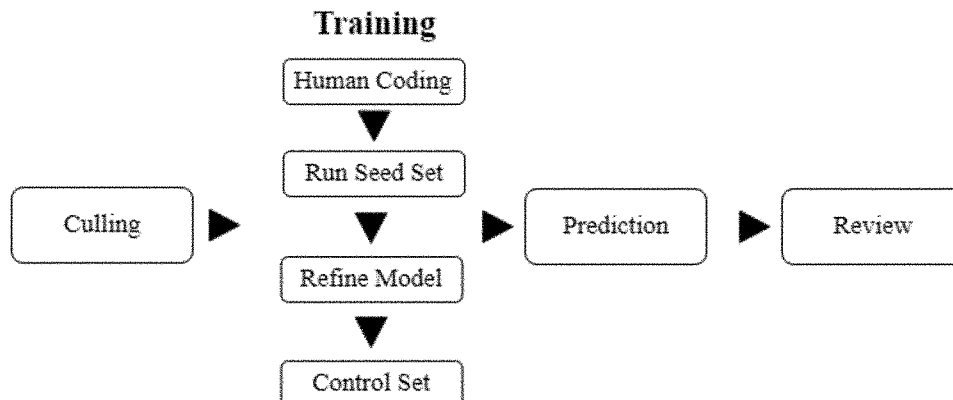 Training
Human Coding
Run Seed Set
Culling
Prediction
Review
Refine Model
Control Set